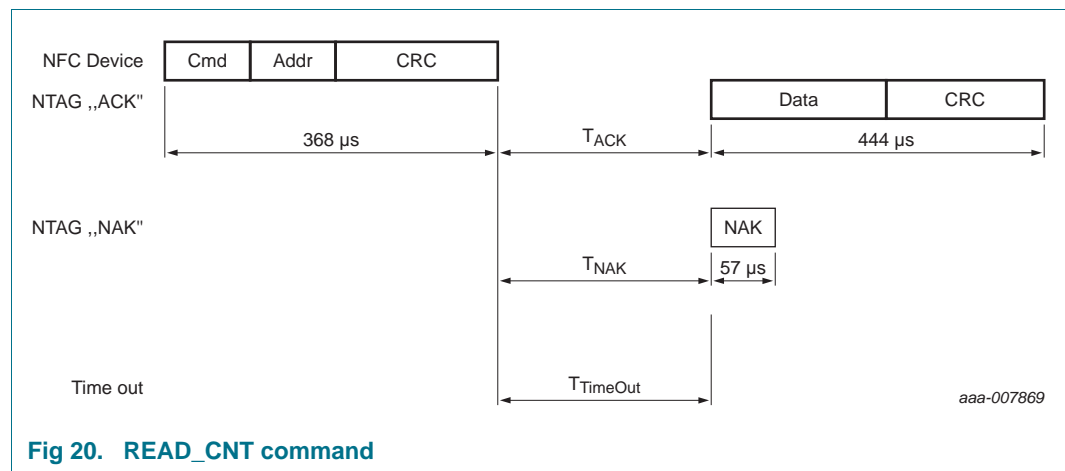 NFC Device Cmd Addr CRC
NTAG ,,ACK" Data CRC
368 µs TACK 444 µs
NTAG ,,NAK" NAK
TNAK 57 µs
Time out TTimeOut
aaa-007869
Fig 20. READ_CNT command